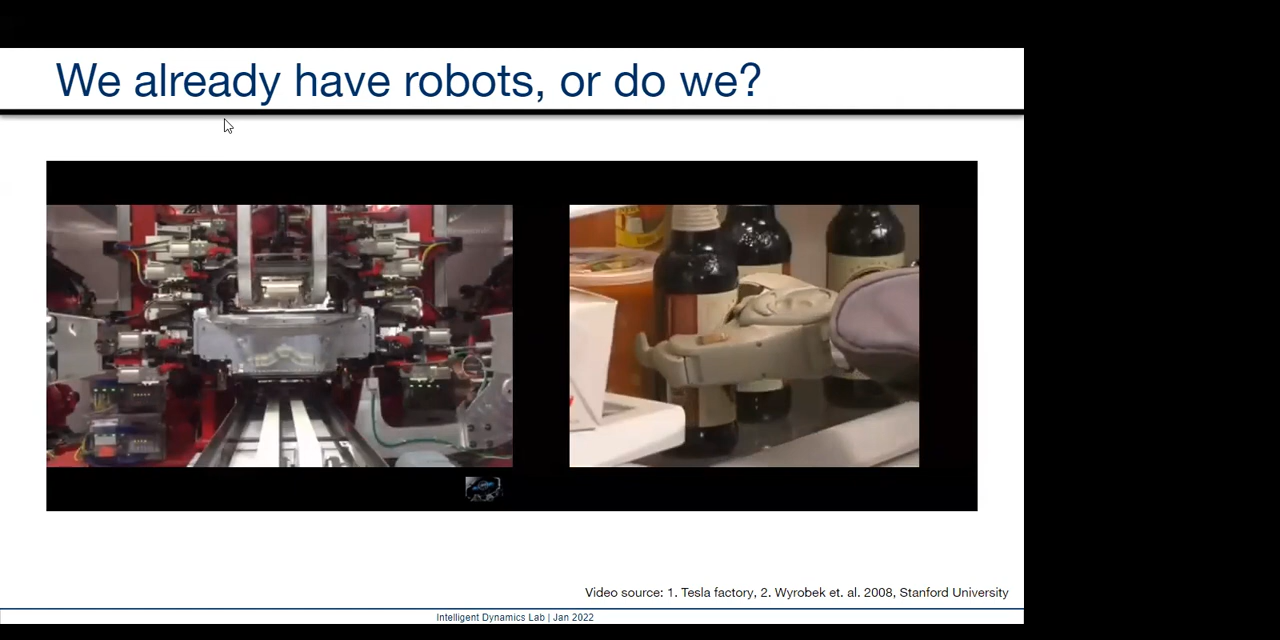 We already have robots, or do we?
Video source: 1. Tesla factory, 2. Wyrobek et. al. 2008, Stanford University
Intelligent Dynamics Lab | Jan 2022